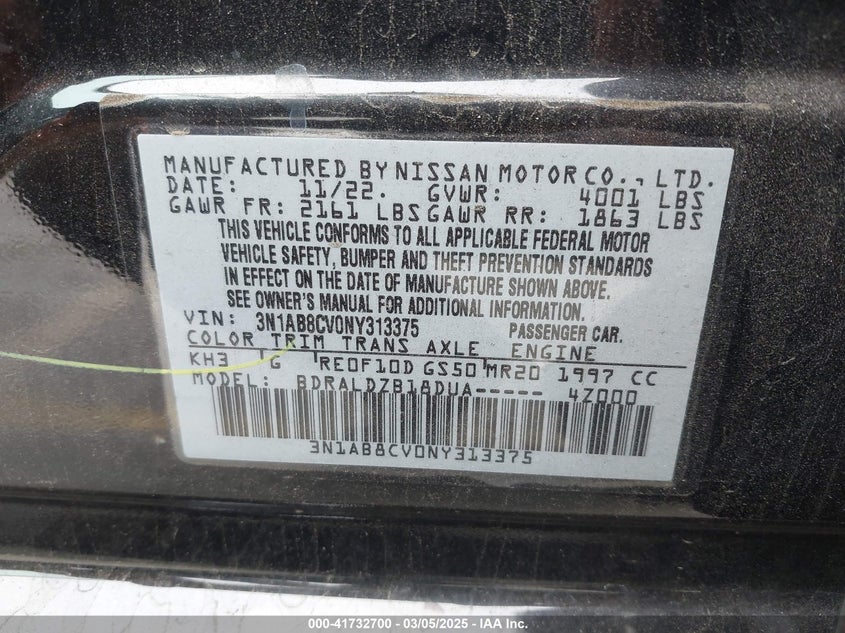 MANUFACTURED BY NISSAN MOTOR CO., LTD.
DATE: 11/22. GVWR: 4001 LBS
GAWR FR: 2161 LBS GAWR RR: 1863 LBS
THIS VEHICLE CONFORMS TO ALL APPLICABLE FEDERAL MOTOR
VEHICLE SAFETY, BUMPER AND THEFT PREVENTION STANDARDS
IN EFFECT ON THE DATE OF MANUFACTURE SHOWN ABOVE.
SEE OWNER'S MANUAL FOR ADDITIONAL INFORMATION.
VIN: 3N1AB8CV0NY313375 PASSENGER CAR.
COLOR TRIM TRANS AXLE ENGINE
KH3 G RE0F10D GS50 MR20 1997 CC
MODEL: BDRALDZB18DUA----- 4Z000
3N1AB8CV0NY313375
000-41732700 - 03/05/2025 - IAAI.COM